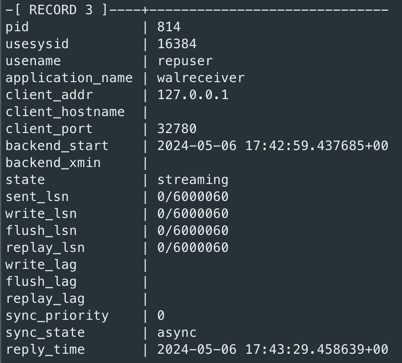 -[ RECORD 3 ]----+------------------------------
pid              | 814
usesysid         | 16384
usename          | repuser
application_name | walreceiver
client_addr      | 127.0.0.1
client_hostname  |
client_port      | 32780
backend_start    | 2024-05-06 17:42:59.437685+00
backend_xmin     |
state            | streaming
sent_lsn         | 0/6000060
write_lsn        | 0/6000060
flush_lsn        | 0/6000060
replay_lsn       | 0/6000060
write_lag        |
flush_lag        |
replay_lag       |
sync_priority    | 0
sync_state       | async
reply_time       | 2024-05-06 17:43:29.458639+00